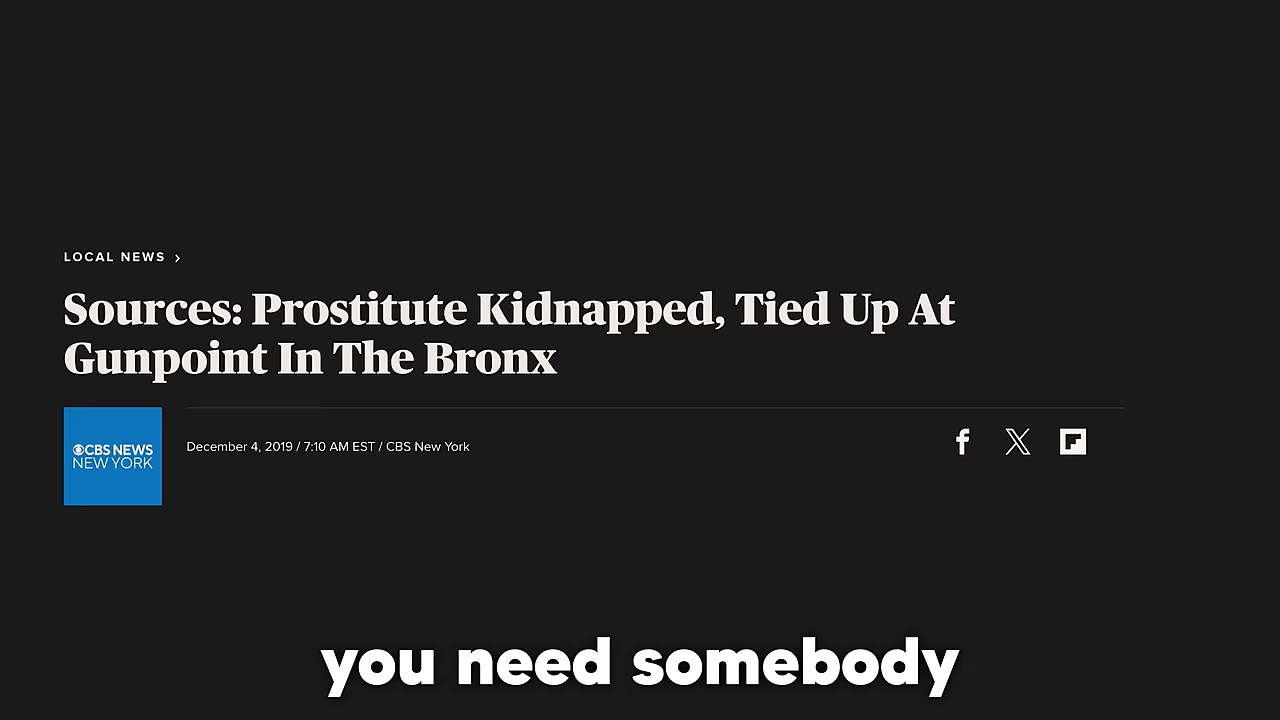 LOCAL NEWS >
Sources: Prostitute Kidnapped, Tied Up At
Gunpoint In The Bronx
CBS NEWS
NEW YORK
December 4, 2019 / 7:10 AM EST / CBS New York
you need somebody